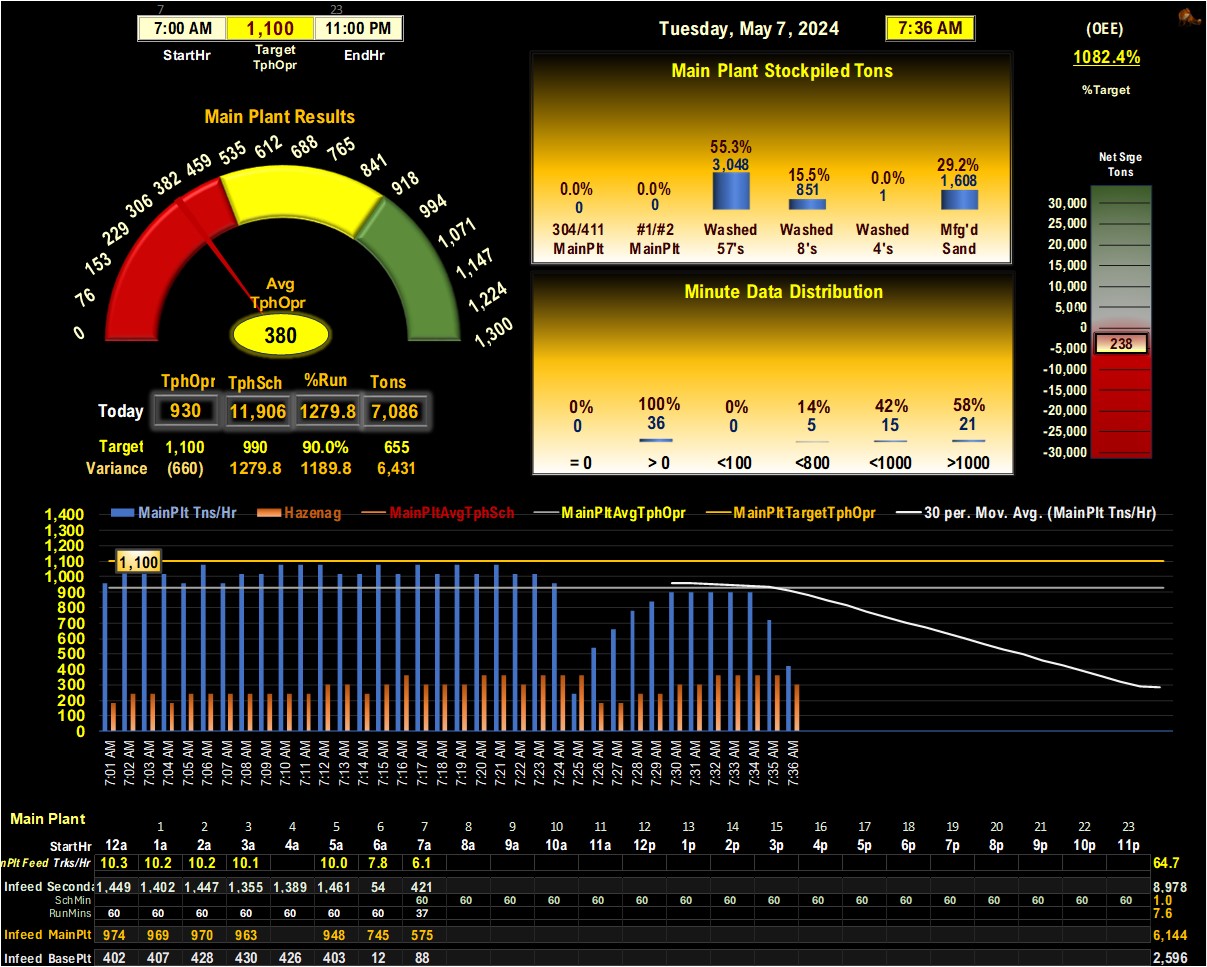 7 23
7:00 AM 1,100 11:00 PM
StartHr Target TphOpr EndHr
Tuesday, May 7, 2024 7:36 AM
(OEE)
1082.4%
%Target
Main Plant Results
0 76 153 229 306 382 459 535 612 688 765 841 918 994 1,071 1,147 1,224 1,300
Avg
TphOpr
380
TphOpr TphSch %Run Tons
Today 930 11,906 1279.8 7,086
Target 1,100 990 90.0% 655
Variance (660) 1279.8 1189.8 6,431
Main Plant Stockpiled Tons
0.0% 0.0% 55.3% 15.5% 0.0% 29.2%
0 0 3,048 851 1 1,608
304/411 #1/#2 Washed Washed Washed Mfg'd
MainPlt MainPlt 57's 8's 4's Sand
Minute Data Distribution
0% 100% 0% 14% 42% 58%
0 36 0 5 15 21
= 0 > 0 <100 <800 <1000 >1000
Net Srge
Tons
30,000
25,000
20,000
15,000
10,000
5,000
0
-5,000
238
-10,000
-15,000
-20,000
-25,000
-30,000
MainPlt Tns/Hr Hazenag MainPltAvgTphSch MainPltAvgTphOpr MainPltTargetTphOpr 30 per. Mov. Avg. (MainPlt Tns/Hr)
1,400
1,300
1,200
1,100
1,000
900
800
700
600
500
400
300
200
100
0
1,100
7:01 AM 7:02 AM 7:03 AM 7:04 AM 7:05 AM 7:06 AM 7:07 AM 7:08 AM 7:09 AM 7:10 AM 7:11 AM 7:12 AM 7:13 AM 7:14 AM 7:15 AM 7:16 AM 7:17 AM 7:18 AM 7:19 AM 7:20 AM 7:21 AM 7:22 AM 7:23 AM 7:24 AM 7:25 AM 7:26 AM 7:27 AM 7:28 AM 7:29 AM 7:30 AM 7:31 AM 7:32 AM 7:33 AM 7:34 AM 7:35 AM 7:36 AM
Main Plant
1 2 3 4 5 6 7 8 9 10 11 12 13 14 15 16 17 18 19 20 21 22 23
StartHr 12a 1a 2a 3a 4a 5a 6a 7a 8a 9a 10a 11a 12p 1p 2p 3p 4p 5p 6p 7p 8p 9p 10p 11p
nPlt Feed Trks/Hr 10.3 10.2 10.2 10.1 10.0 7.8 6.1 64.7
Infeed Seconda 1,449 1,402 1,447 1,355 1,389 1,461 54 421 8,978
SchMin 60 60 60 60 60 60 60 60 60 60 60 60 60 60 60 60 60 1.0
RunMins 60 60 60 60 60 60 60 37 7.6
Infeed MainPlt 974 969 970 963 948 745 575 6,144
Infeed BasePlt 402 407 428 430 426 403 12 88 2,596